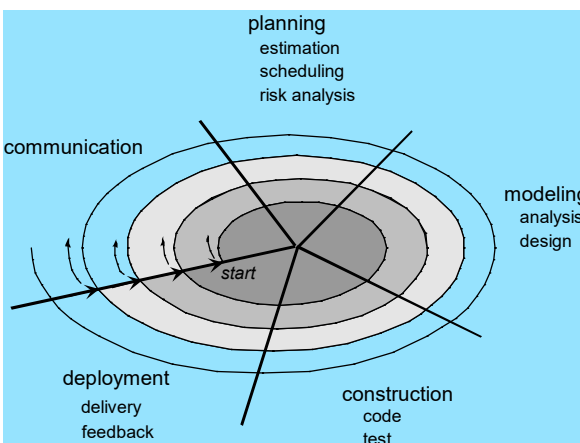 planning
estimation
scheduling
risk analysis
communication
modeling
analysis
design
start
deployment
delivery
feedback
construction
code
test